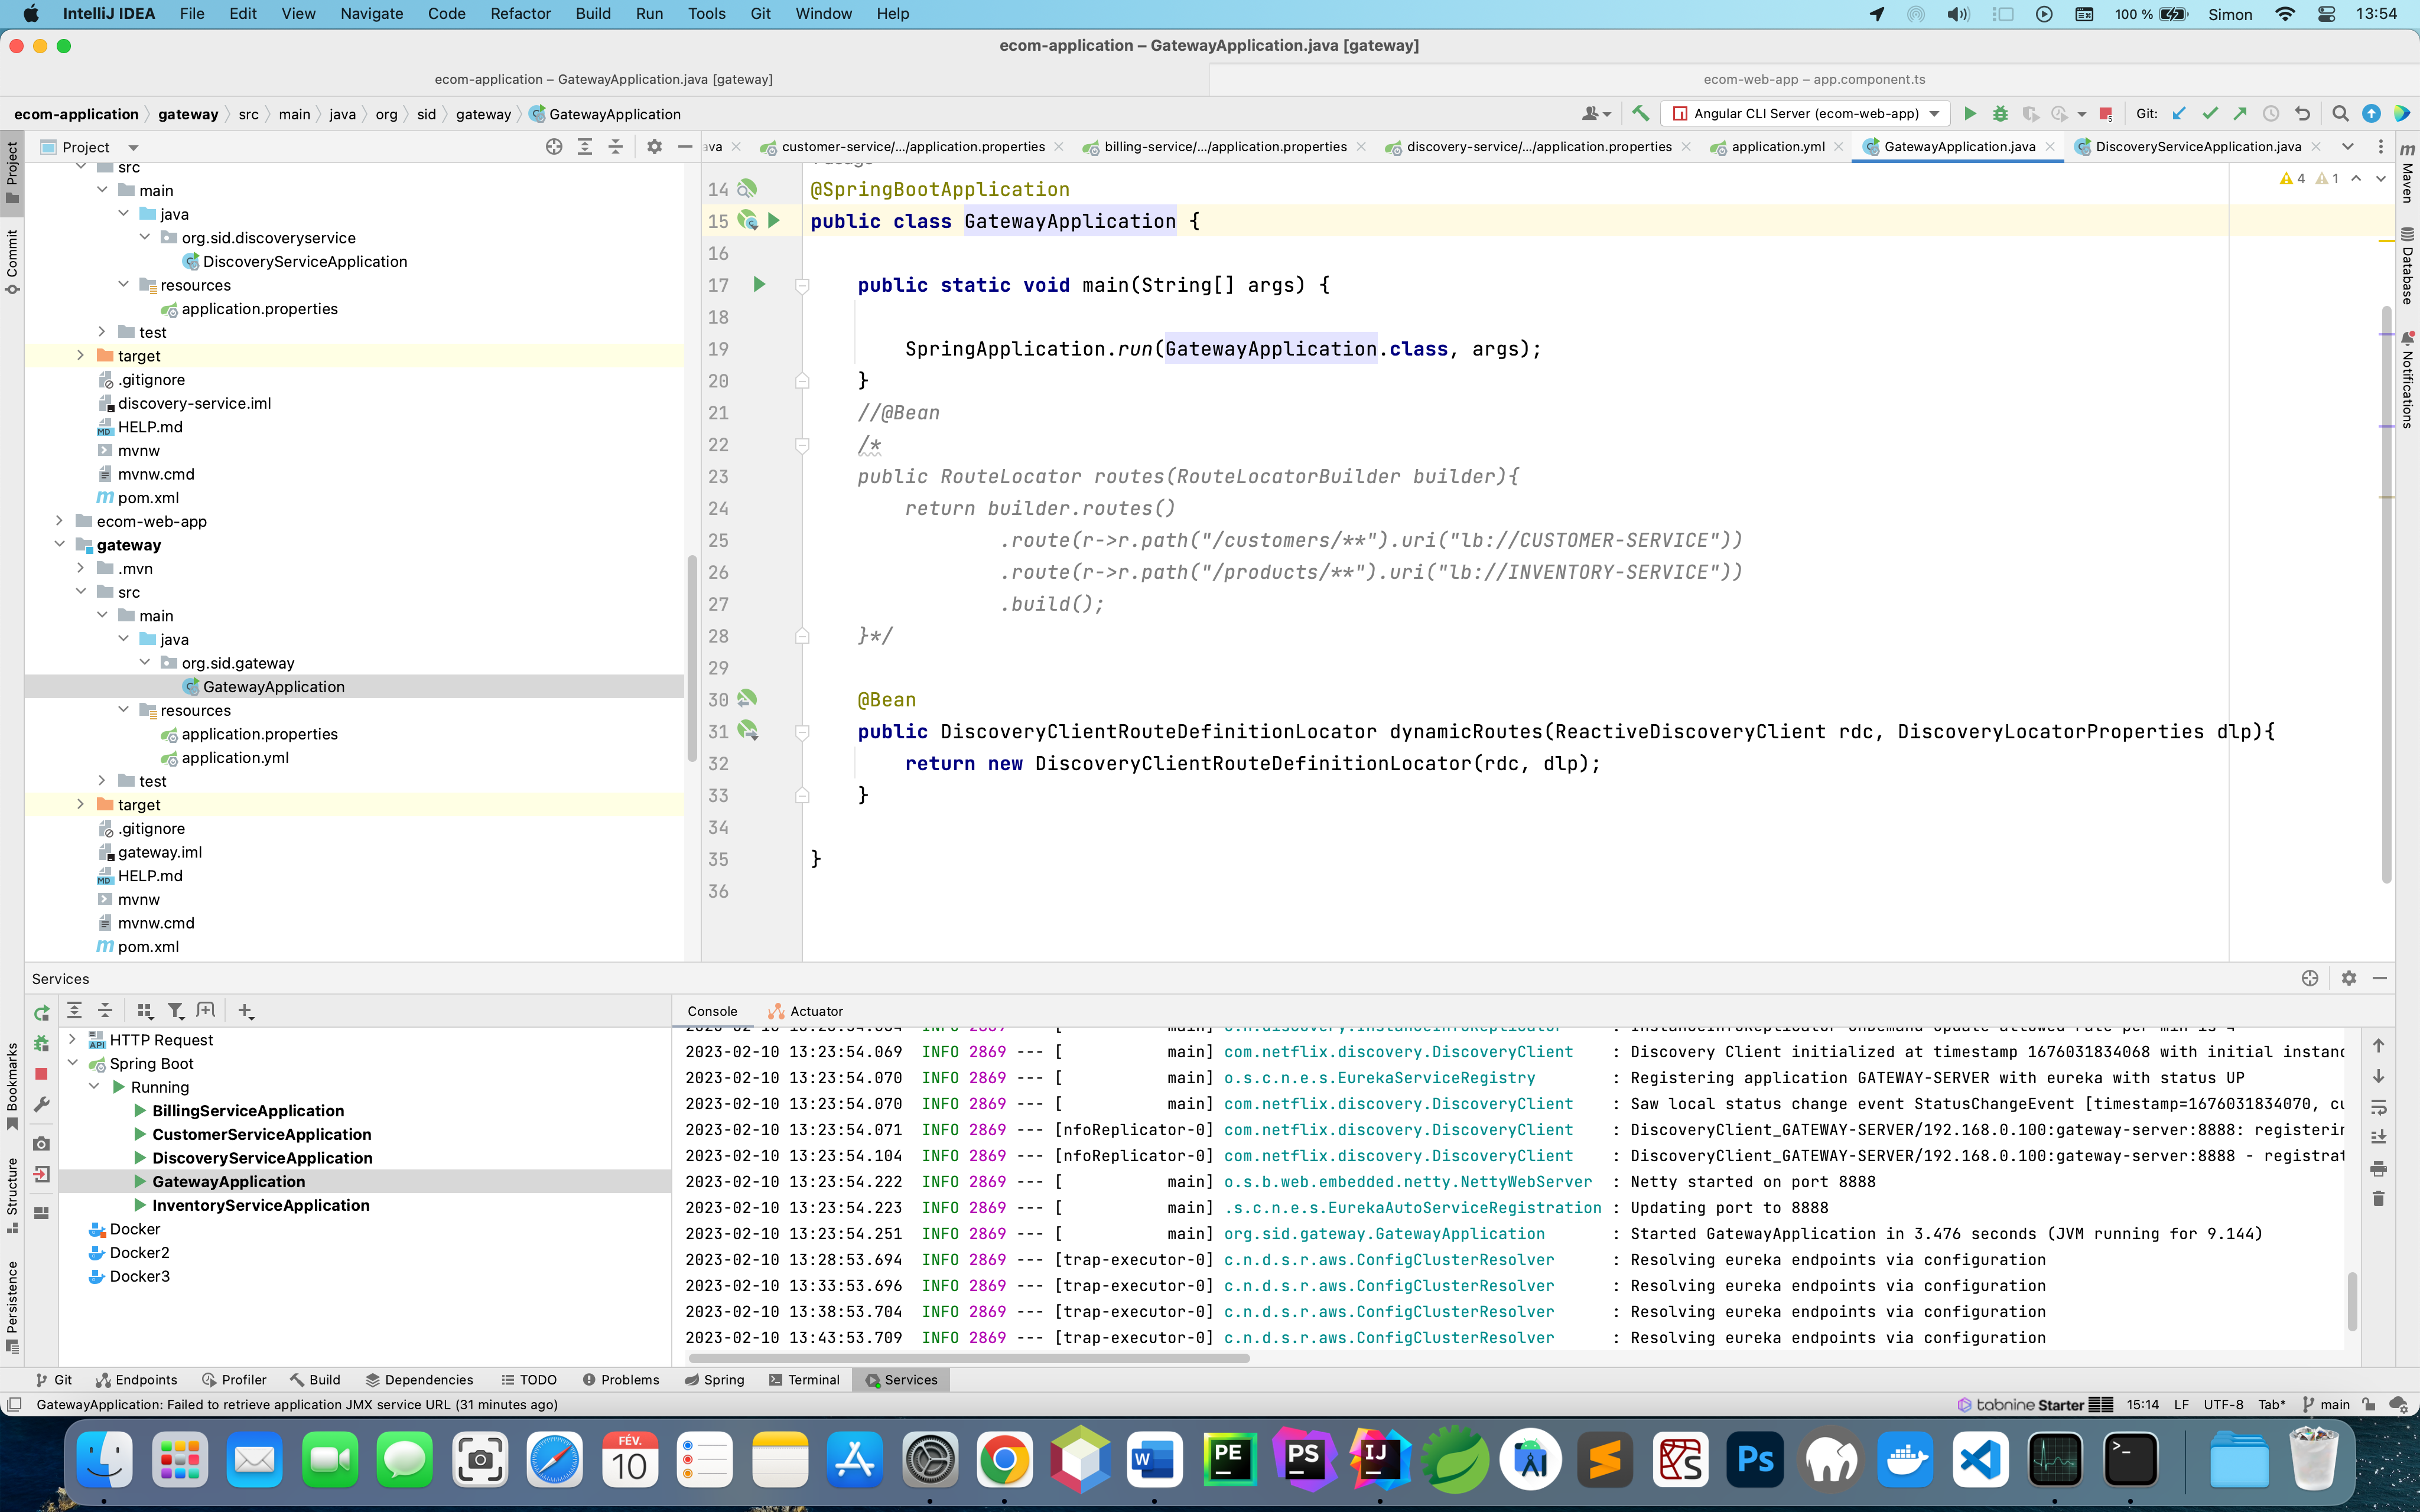 IntelliJ IDEA File Edit View Navigate Code Refactor Build Run Tools Git Window Help 100 % Simon 13:54
ecom-application – GatewayApplication.java [gateway]
ecom-application – GatewayApplication.java [gateway] ecom-web-app – app.component.ts
ecom-application gateway src main java org sid gateway GatewayApplication Angular CLI Server (ecom-web-app) Git:
Project ava customer-service/.../application.properties billing-service/.../application.properties discovery-service/.../application.properties application.yml GatewayApplication.java DiscoveryServiceApplication.java
Project
Commit
Bookmarks
Structure
Persistence
Maven
Database
Notifications
src
main
java
org.sid.discoveryservice
DiscoveryServiceApplication
resources
application.properties
test
target
.gitignore
discovery-service.iml
HELP.md
mvnw
mvnw.cmd
pom.xml
ecom-web-app
gateway
.mvn
src
main
java
org.sid.gateway
GatewayApplication
resources
application.properties
application.yml
test
target
.gitignore
gateway.iml
HELP.md
mvnw
mvnw.cmd
pom.xml
4 1
14 @SpringBootApplication
15 public class GatewayApplication {
16
17 public static void main(String[] args) {
18
19 SpringApplication.run(GatewayApplication.class, args);
20 }
21 //@Bean
22 /*
23 public RouteLocator routes(RouteLocatorBuilder builder){
24 return builder.routes()
25 .route(r->r.path("/customers/**").uri("lb://CUSTOMER-SERVICE"))
26 .route(r->r.path("/products/**").uri("lb://INVENTORY-SERVICE"))
27 .build();
28 }*/
29
30 @Bean
31 public DiscoveryClientRouteDefinitionLocator dynamicRoutes(ReactiveDiscoveryClient rdc, DiscoveryLocatorProperties dlp){
32 return new DiscoveryClientRouteDefinitionLocator(rdc, dlp);
33 }
34
35 }
36
Services
HTTP Request
Spring Boot
Running
BillingServiceApplication
CustomerServiceApplication
DiscoveryServiceApplication
GatewayApplication
InventoryServiceApplication
Docker
Docker2
Docker3
Console Actuator
2023-02-10 13:23:54.069 INFO 2869 --- [ main] com.netflix.discovery.DiscoveryClient : Discovery Client initialized at timestamp 1676031834068 with initial instanc
2023-02-10 13:23:54.070 INFO 2869 --- [ main] o.s.c.n.e.s.EurekaServiceRegistry : Registering application GATEWAY-SERVER with eureka with status UP
2023-02-10 13:23:54.070 INFO 2869 --- [ main] com.netflix.discovery.DiscoveryClient : Saw local status change event StatusChangeEvent [timestamp=1676031834070, cu
2023-02-10 13:23:54.071 INFO 2869 --- [nfoReplicator-0] com.netflix.discovery.DiscoveryClient : DiscoveryClient_GATEWAY-SERVER/192.168.0.100:gateway-server:8888: registerin
2023-02-10 13:23:54.104 INFO 2869 --- [nfoReplicator-0] com.netflix.discovery.DiscoveryClient : DiscoveryClient_GATEWAY-SERVER/192.168.0.100:gateway-server:8888 - registrat
2023-02-10 13:23:54.222 INFO 2869 --- [ main] o.s.b.web.embedded.netty.NettyWebServer : Netty started on port 8888
2023-02-10 13:23:54.223 INFO 2869 --- [ main] .s.c.n.e.s.EurekaAutoServiceRegistration : Updating port to 8888
2023-02-10 13:23:54.251 INFO 2869 --- [ main] org.sid.gateway.GatewayApplication : Started GatewayApplication in 3.476 seconds (JVM running for 9.144)
2023-02-10 13:28:53.694 INFO 2869 --- [trap-executor-0] c.n.d.s.r.aws.ConfigClusterResolver : Resolving eureka endpoints via configuration
2023-02-10 13:33:53.696 INFO 2869 --- [trap-executor-0] c.n.d.s.r.aws.ConfigClusterResolver : Resolving eureka endpoints via configuration
2023-02-10 13:38:53.704 INFO 2869 --- [trap-executor-0] c.n.d.s.r.aws.ConfigClusterResolver : Resolving eureka endpoints via configuration
2023-02-10 13:43:53.709 INFO 2869 --- [trap-executor-0] c.n.d.s.r.aws.ConfigClusterResolver : Resolving eureka endpoints via configuration
Git Endpoints Profiler Build Dependencies TODO Problems Spring Terminal Services
GatewayApplication: Failed to retrieve application JMX service URL (31 minutes ago) tabnine Starter 15:14 LF UTF-8 Tab* main
FÉV.
10
W PE PS IJ Ps